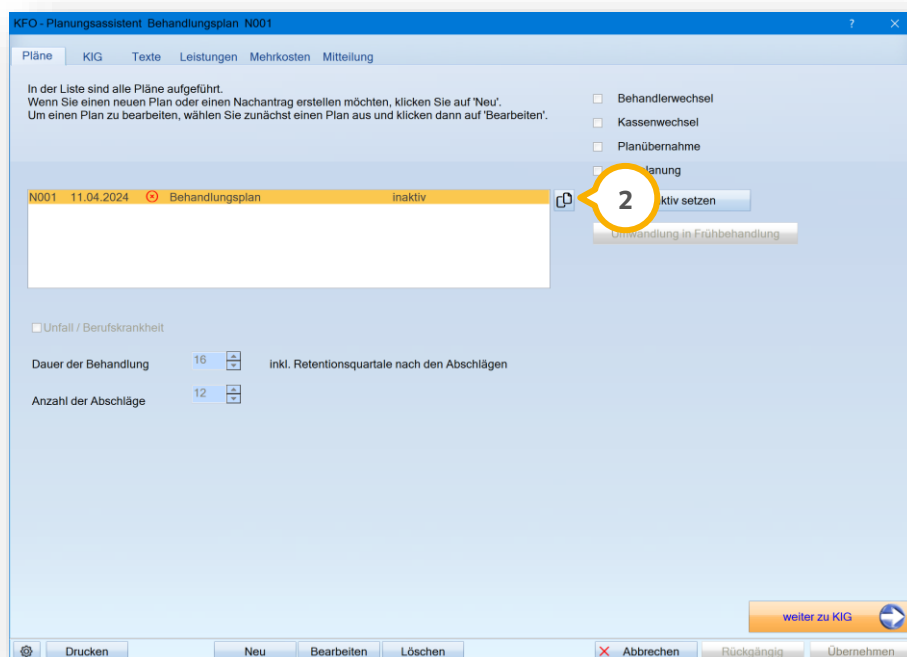 KFO - Planungsassistent Behandlungsplan N001
?
Pläne KIG Texte Leistungen Mehrkosten Mitteilung
In der Liste sind alle Pläne aufgeführt.
Wenn Sie einen neuen Plan oder einen Nachantrag erstellen möchten, klicken Sie auf 'Neu'.
Um einen Plan zu bearbeiten, wählen Sie zunächst einen Plan aus und klicken dann auf 'Bearbeiten'.
Behandlerwechsel
Kassenwechsel
Planübernahme
anung
N001 11.04.2024 Behandlungsplan inaktiv
2
ktiv setzen
Umwandlung in Frühbehandlung
Unfall / Berufskrankheit
Dauer der Behandlung 16 inkl. Retentionsquartale nach den Abschlägen
Anzahl der Abschläge 12
weiter zu KIG
Drucken Neu Bearbeiten Löschen Abbrechen Rückgängig Übernehmen